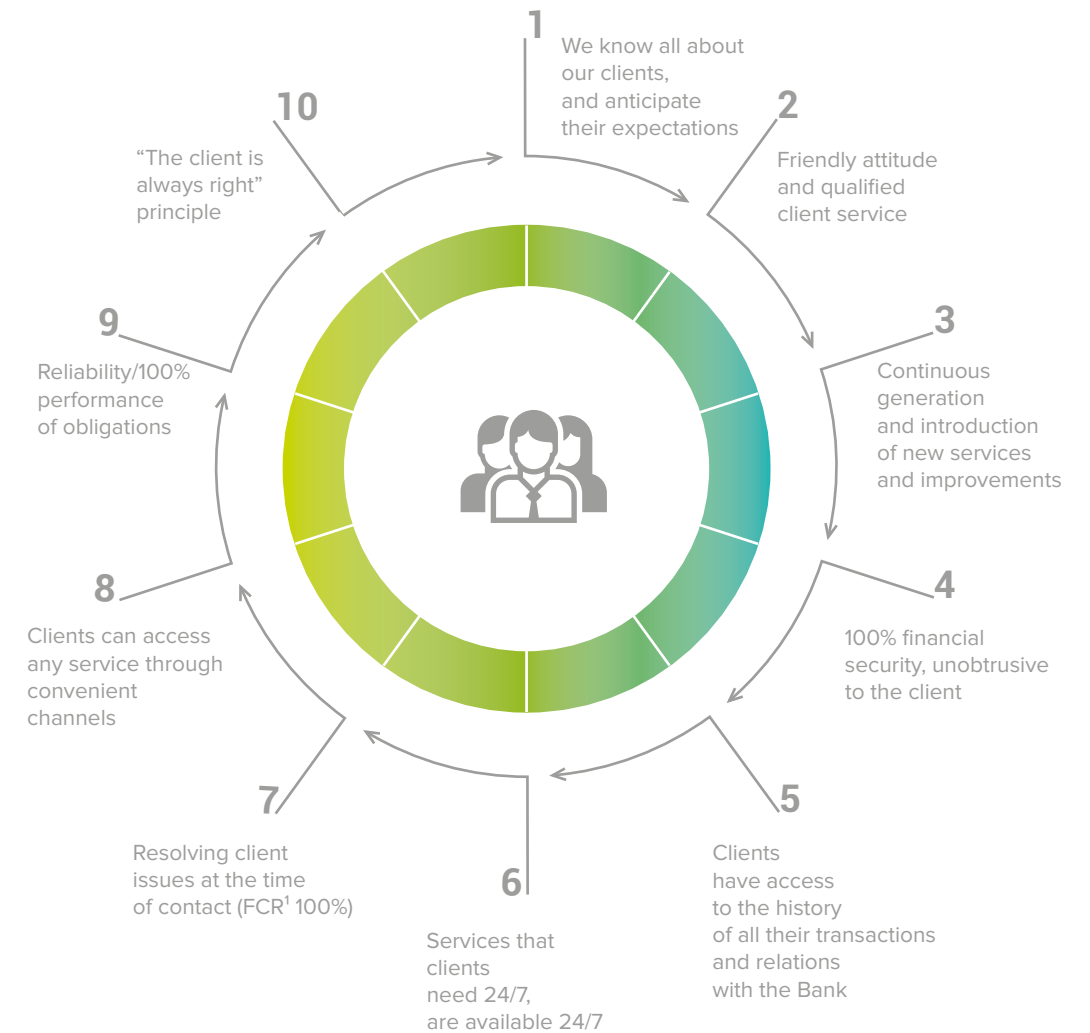 1
We know all about
our clients,
and anticipate
their expectations
2
Friendly attitude
and qualified
client service
3
Continuous
generation
and introduction
of new services
and improvements
4
100% financial
security, unobtrusive
to the client
5
Clients
have access
to the history
of all their transactions
and relations
with the Bank
6
Services that
clients
need 24/7,
are available 24/7
7
Resolving client
issues at the time
of contact (FCR¹ 100%)
8
Clients can access
any service through
convenient
channels
9
Reliability/100%
performance
of obligations
10
“The client is
always right”
principle